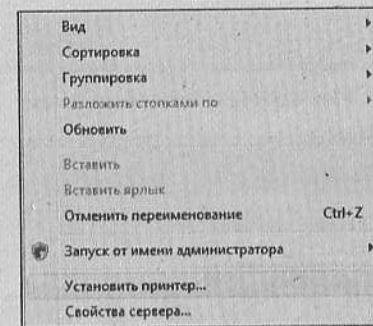 Вид
Сортировка
Группировка
Разложить стопками по
Обновить
Вставить
Вставить ярлык
Отменить переименование Ctrl+Z
Запуск от имени администратора
Установить принтер...
Свойства сервера...